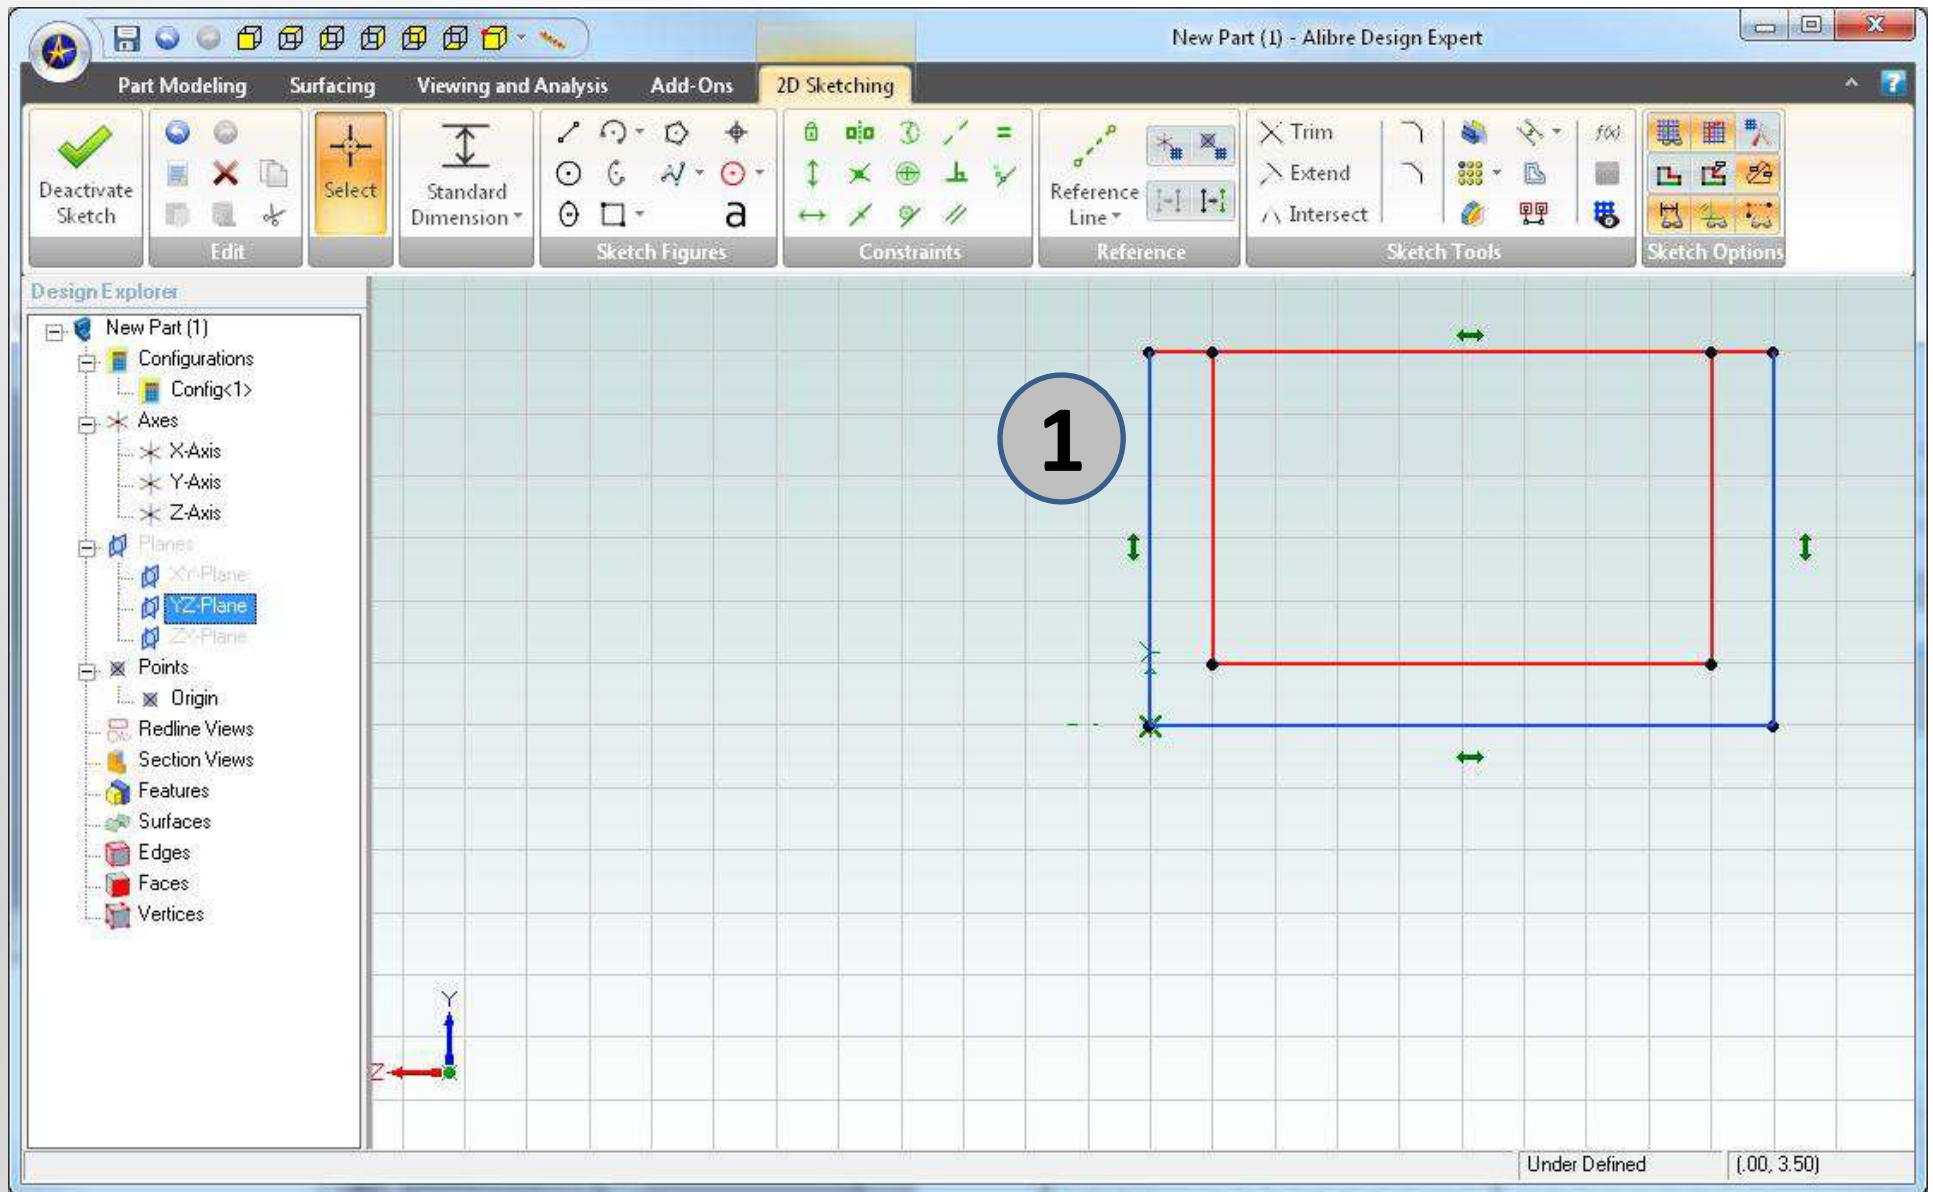 New Part (1) - Alibre Design Expert
Part Modeling Surfacing Viewing and Analysis Add-Ons 2D Sketching
?
Deactivate Sketch
Edit
Select
Standard Dimension
a
Sketch Figures
Constraints
Reference Line
Reference
Trim
Extend
Intersect
f(x)
Sketch Tools
Sketch Options
Design Explorer
New Part (1)
Configurations
Config<1>
Axes
X-Axis
Y-Axis
Z-Axis
Planes
XY-Plane
YZ-Plane
ZX-Plane
Points
Origin
Redline Views
Section Views
Features
Surfaces
Edges
Faces
Vertices
1
Y
Z
Under Defined (.00, 3.50)